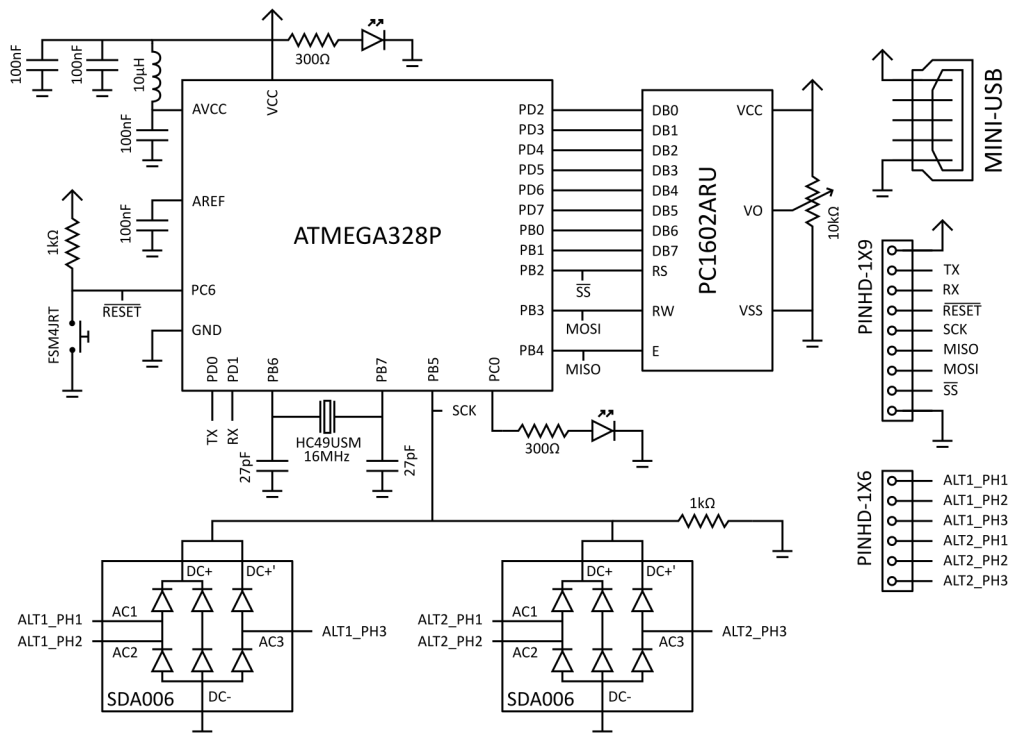 300Ω
100nF
100nF
10µH
VCC
AVCC
100nF
AREF
100nF
ATMEGA328P
1kΩ
PC6
RESET
FSM4JRT
GND
PD0
PD1
PB6
PB7
PB5
PC0
TX
RX
HC49USM
16MHz
27pF
27pF
SCK
300Ω
PD2
PD3
PD4
PD5
PD6
PD7
PB0
PB1
PB2
PB3
PB4
SS
MOSI
MISO
DB0
DB1
DB2
DB3
DB4
DB5
DB6
DB7
RS
RW
E
PC1602ARU
VCC
VO
VSS
10kΩ
MINI-USB
PINHD-1X9
TX
RX
RESET
SCK
MISO
MOSI
SS
PINHD-1X6
ALT1_PH1
ALT1_PH2
ALT1_PH3
ALT2_PH1
ALT2_PH2
ALT2_PH3
1kΩ
DC+
DC+'
ALT1_PH1
AC1
ALT1_PH2
AC2
AC3
ALT1_PH3
SDA006
DC-
DC+
DC+'
ALT2_PH1
AC1
ALT2_PH2
AC2
AC3
ALT2_PH3
SDA006
DC-